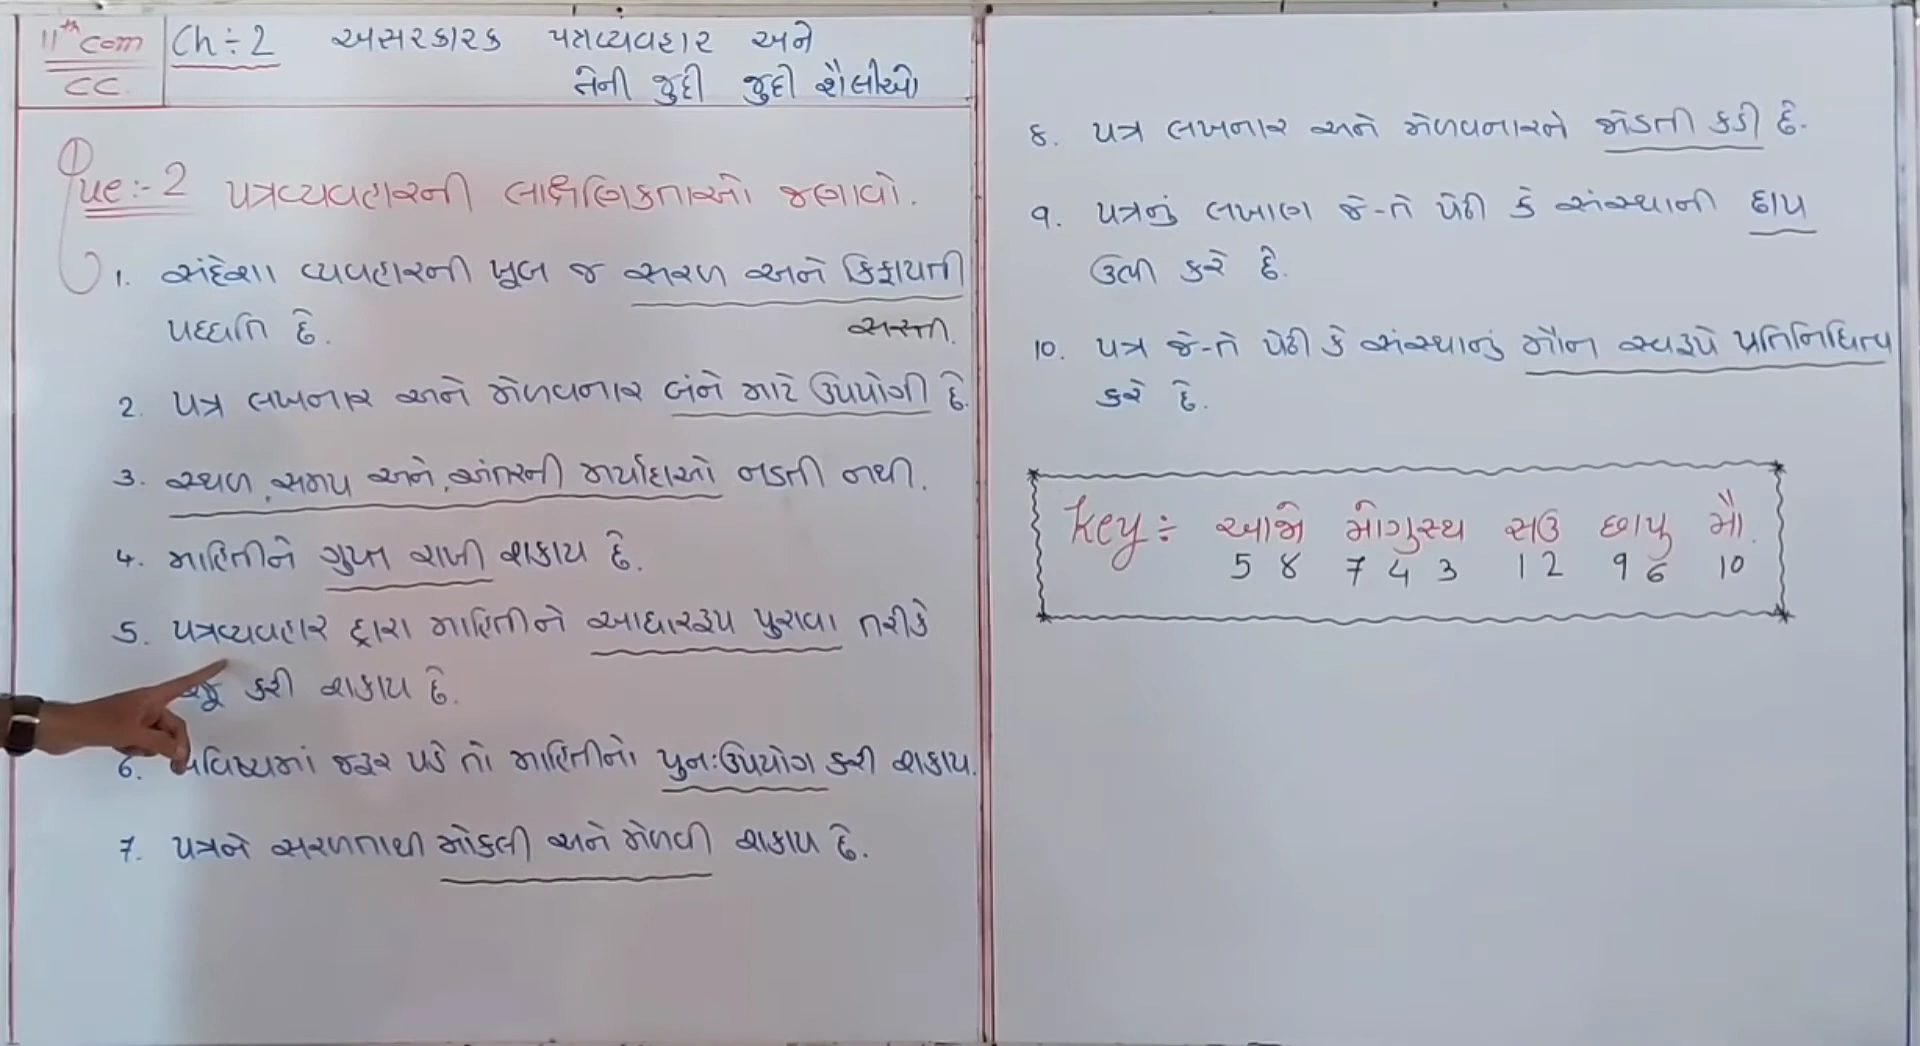 11th com
CC.
Ch ÷ 2 અસરકારક પત્રવ્યવહાર અને
તેની જુદી જુદી શૈલીઓ
Que:- 2 પત્રવ્યવહારની લાક્ષણિકતાઓ જણાવો.
1. સંદેશા વ્યવહારની ખૂબ જ સરળ અને કિફાયતી
પધ્ધતિ છે. સસ્તી.
2. પત્ર લખનાર અને મેળવનાર બંને માટે ઉપયોગી છે.
3. સ્થળ, સમય અને અંતરની મર્યાદાઓ નડતી નથી.
4. માહિતીને ગુપ્ત રાખી શકાય છે.
5. પત્રવ્યવહાર દ્વારા માહિતીને આધારરૂપ પુરાવા તરીકે
રજૂ કરી શકાય છે.
6. ભવિષ્યમાં જરૂર પડે તો માહિતીનો પુનઃઉપયોગ કરી શકાય.
7. પત્રને સરળતાથી મોકલી અને મેળવી શકાય છે.
8. પત્ર લખનાર અને મેળવનારને જોડતી કડી છે.
9. પત્રનું લખાણ જે-તે પેઢી કે સંસ્થાની છાપ
ઉભી કરે છે.
10. પત્ર જે-તે પેઢી કે સંસ્થાનું મૌન સ્વરૂપે પ્રતિનિધિત્વ
કરે છે.
Key ÷ આજો મોગુસ્થ સઉ છાપુ મૌ.
5 8 7 4 3 1 2 9 6 10